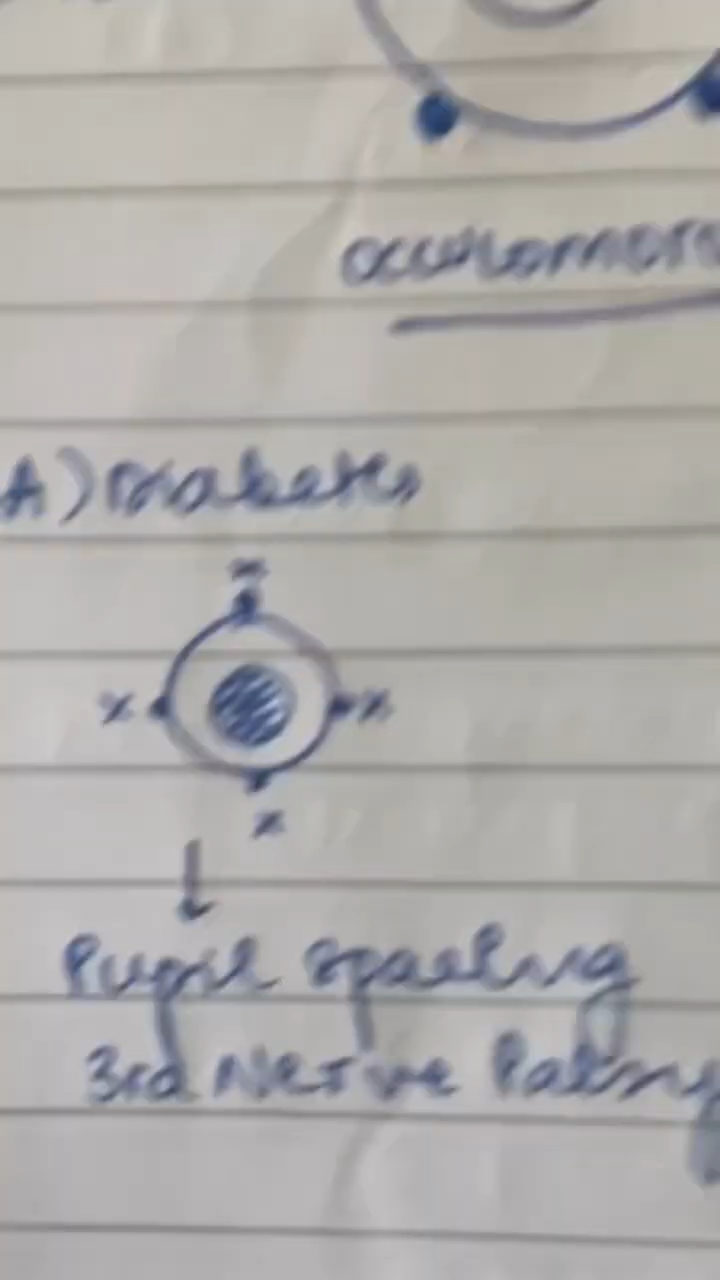 A) Diabetes
x
x x
x
Pupil sparing
3rd Nerve Palsy